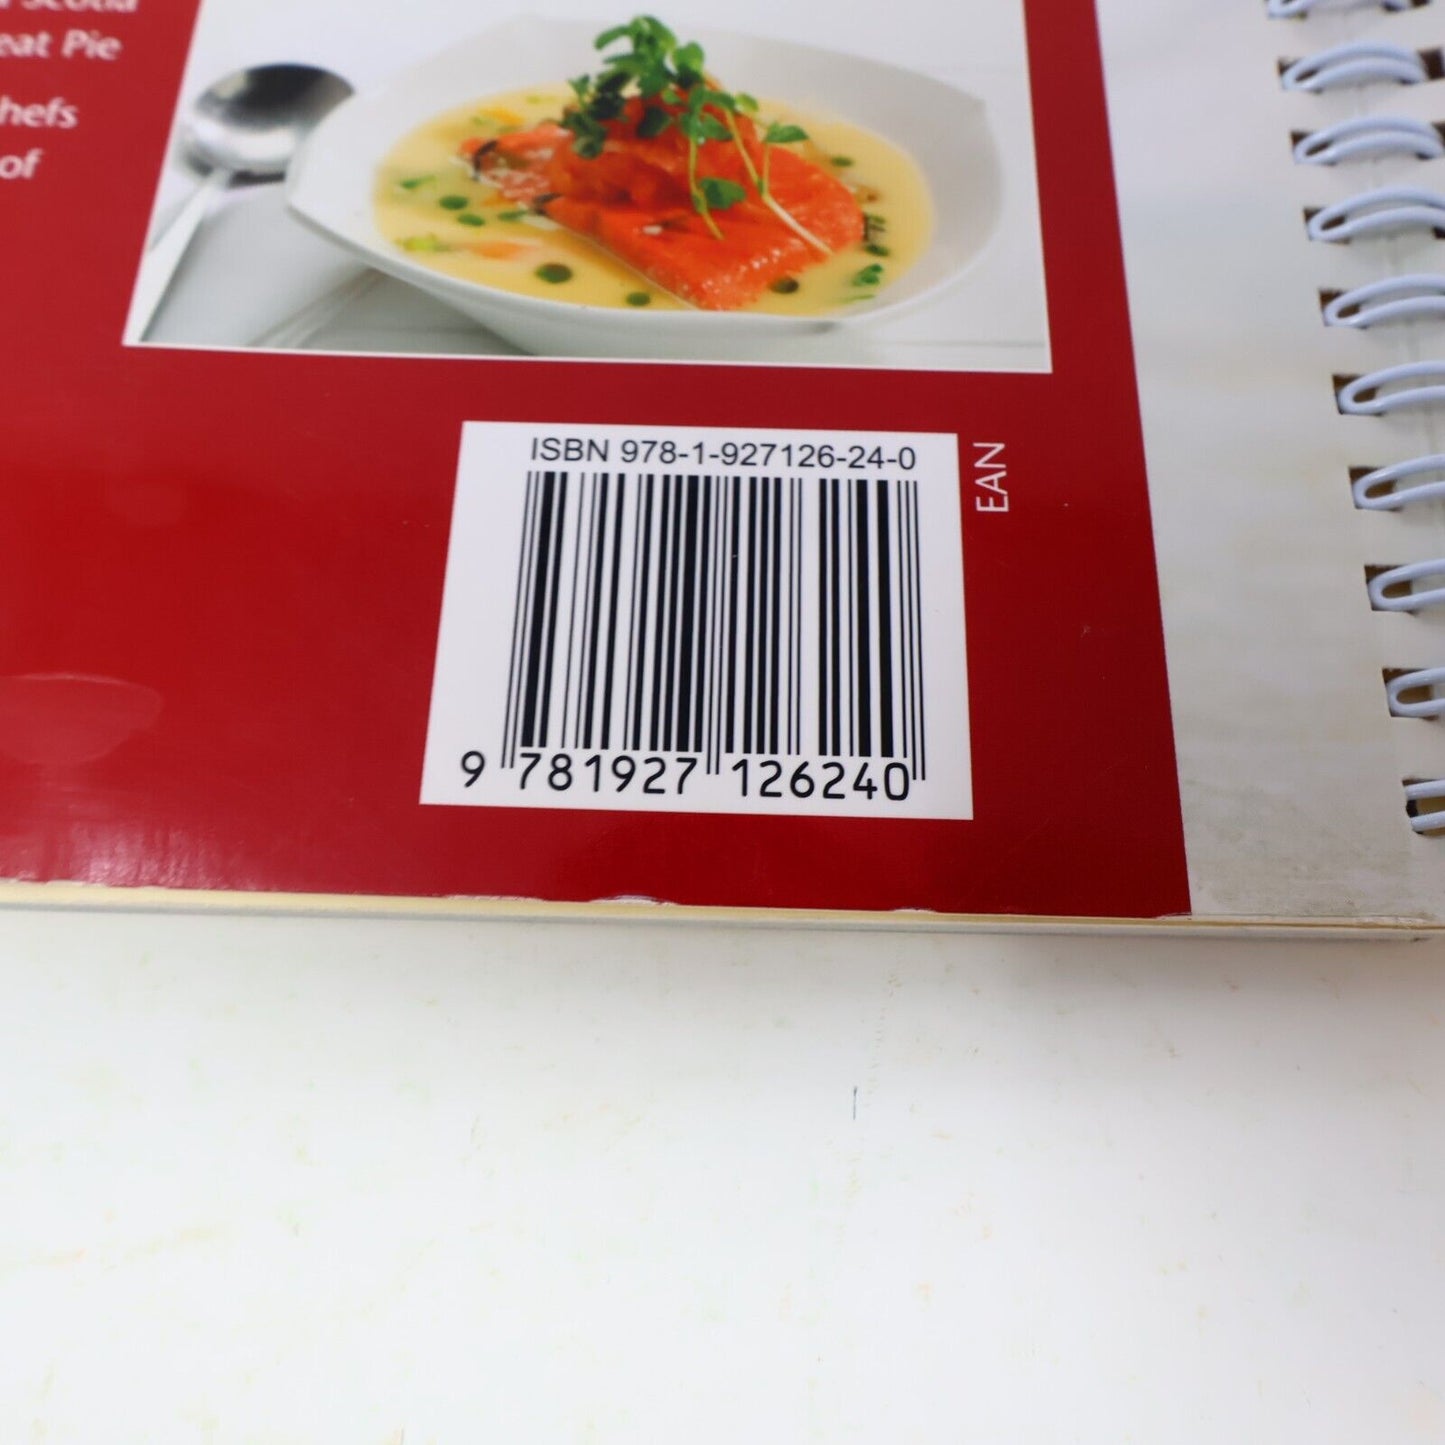 Scotia
eat Pie
hefs
of
ISBN 978-1-927126-24-0
EAN
9 781927 126240